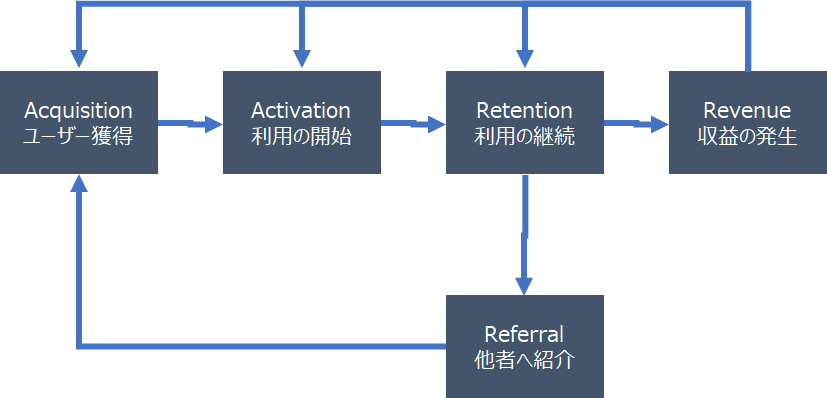 Acquisition
ユーザー獲得
Activation
利用の開始
Retention
利用の継続
Revenue
収益の発生
Referral
他者へ紹介